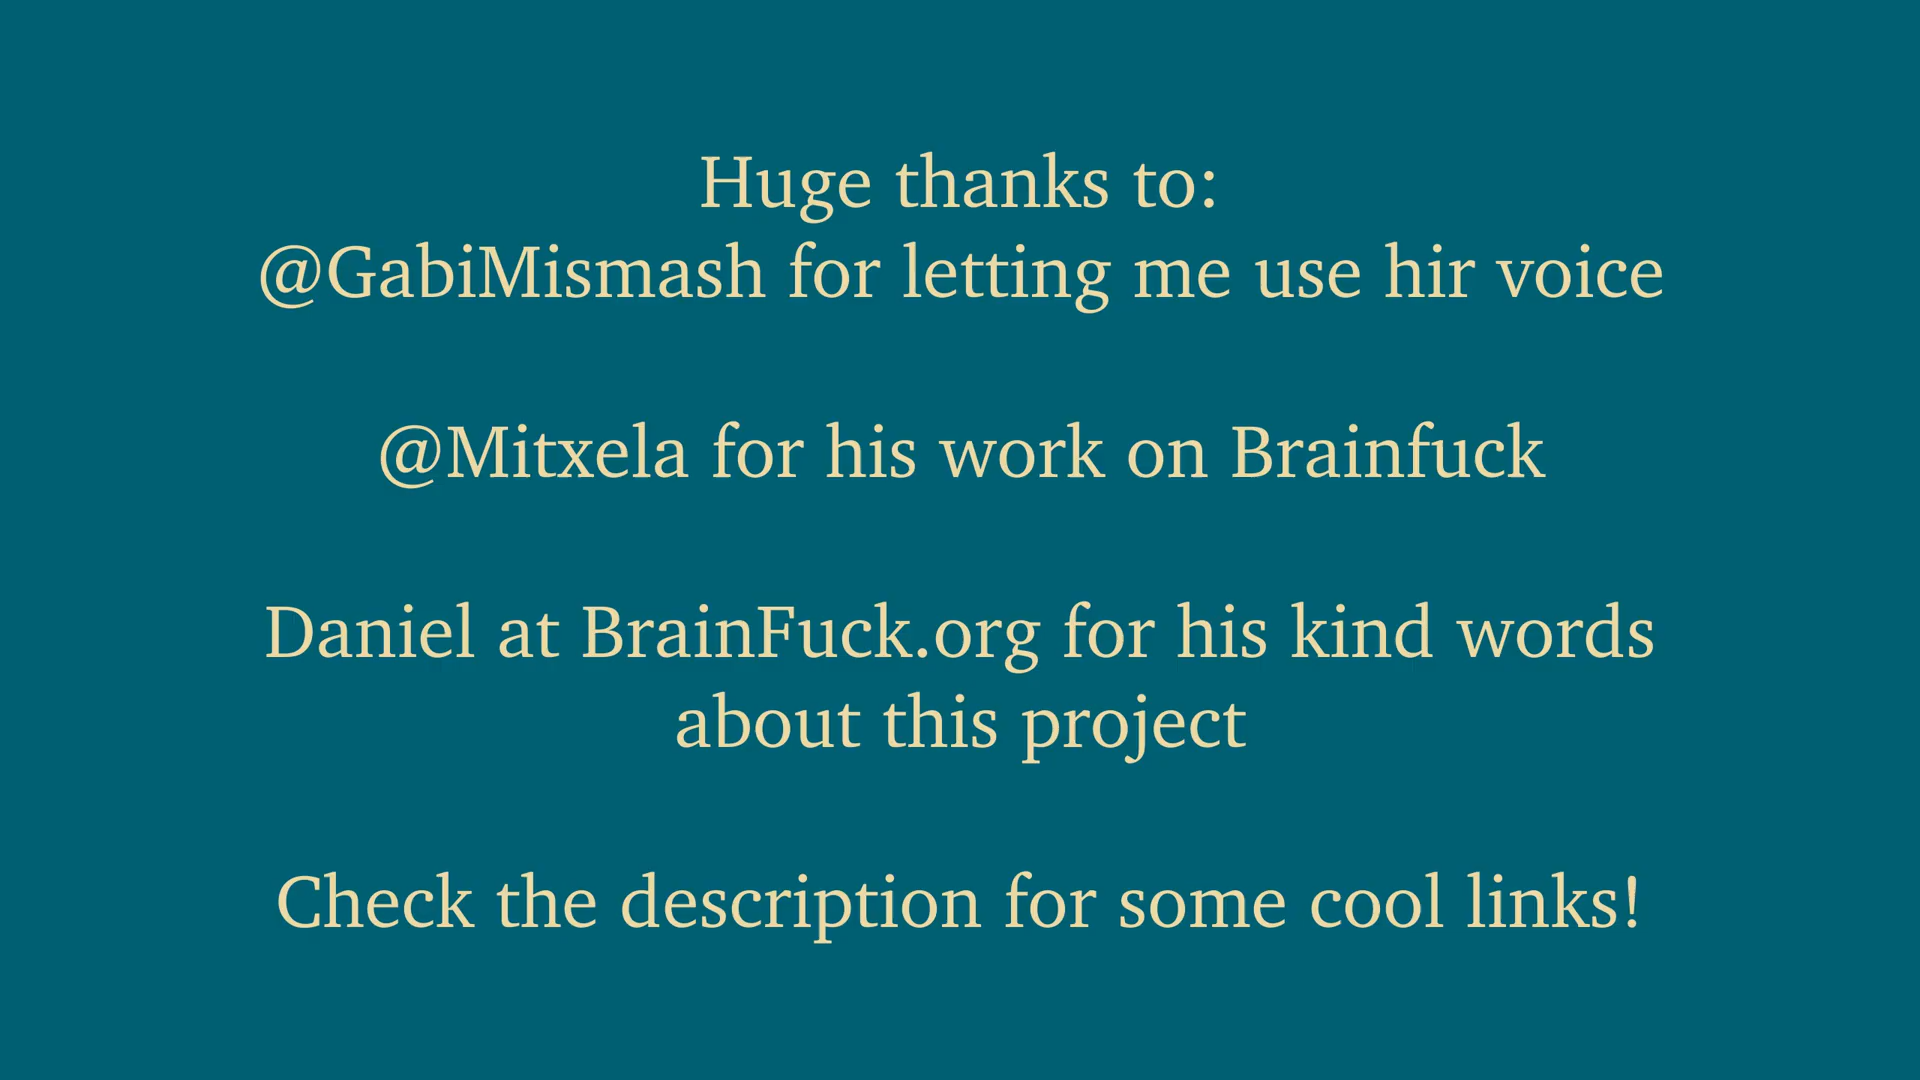 Huge thanks to:
@GabiMismash for letting me use hir voice
@Mitxela for his work on Brainfuck
Daniel at BrainFuck.org for his kind words
about this project
Check the description for some cool links!